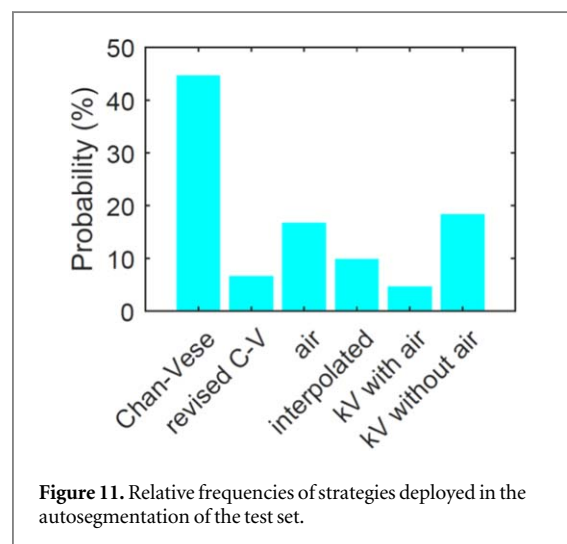 50
40
30
20
10
0
Probability (%)
Chan-Vese
revised C-V
air
interpolated
kV with air
kV without air
Figure 11. Relative frequencies of strategies deployed in the
autosegmentation of the test set.